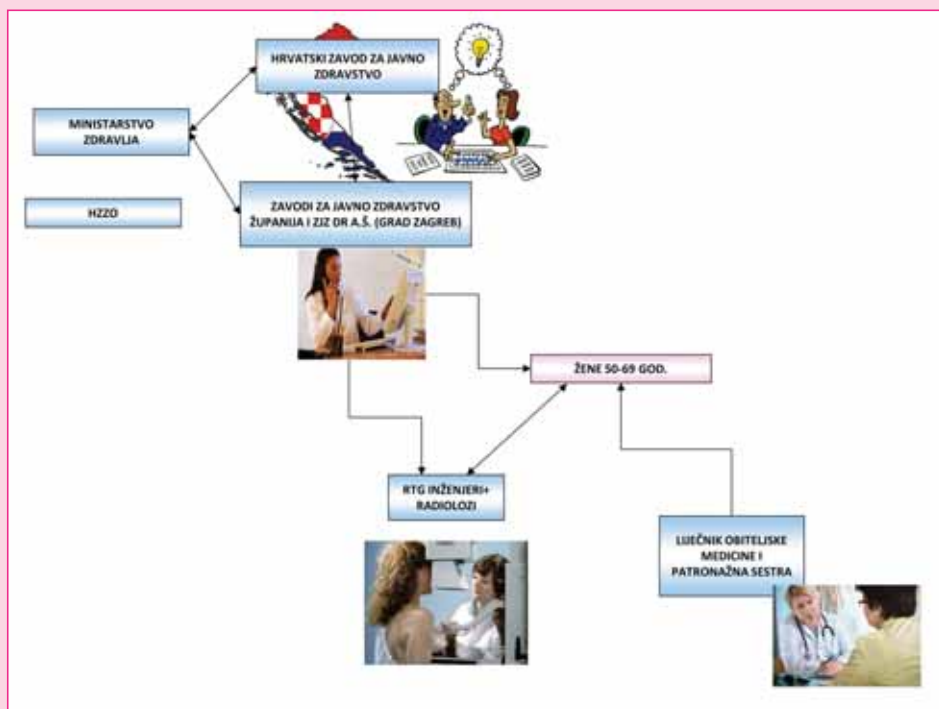 HRVATSKI ZAVOD ZA JAVNO
ZDRAVSTVO
MINISTARSTVO
ZDRAVLJA
HZZO
ZAVODI ZA JAVNO ZDRAVSTVO
ŽUPANIJA I ZJZ DR A.Š. (GRAD ZAGREB)
ŽENE 50-69 GOD.
RTG INŽENJERI+
RADIOLOZI
LIJEČNIK OBITELJSKE
MEDICINE I
PATRONAŽNA SESTRA